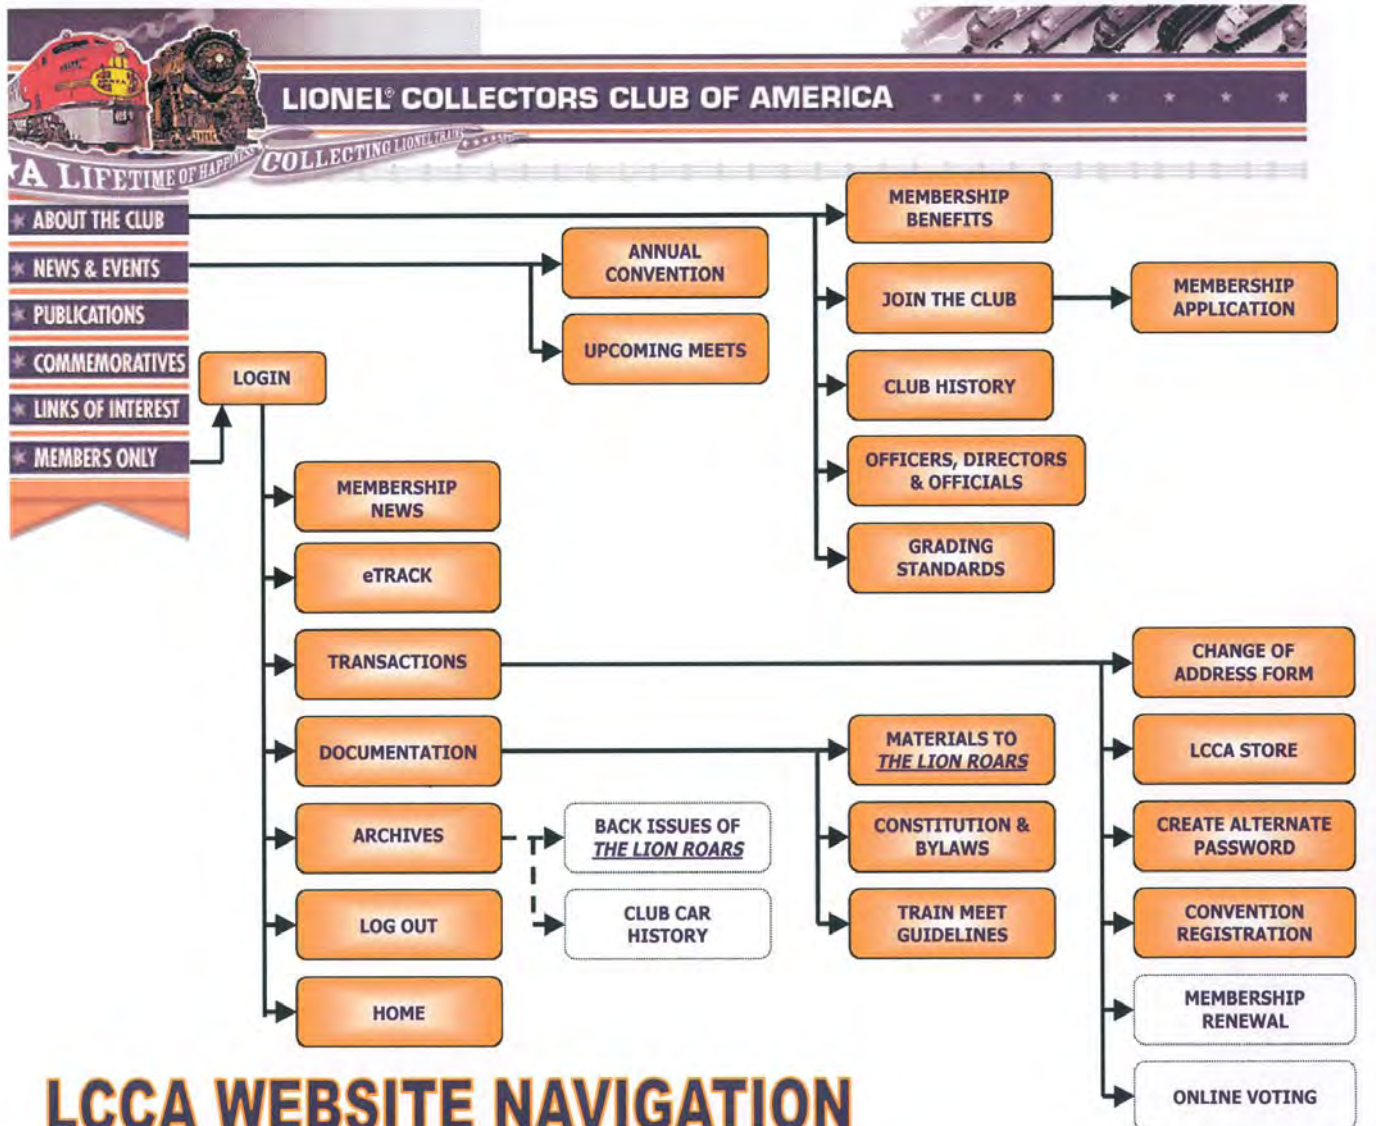 LIONEL® COLLECTORS CLUB OF AMERICA
A LIFETIME OF HAPPINESS COLLECTING LIONEL TRAINS
ABOUT THE CLUB
NEWS & EVENTS
PUBLICATIONS
COMMEMORATIVES
LINKS OF INTEREST
MEMBERS ONLY
MEMBERSHIP
BENEFITS
JOIN THE CLUB
MEMBERSHIP
APPLICATION
CLUB HISTORY
OFFICERS, DIRECTORS
& OFFICIALS
GRADING
STANDARDS
ANNUAL
CONVENTION
UPCOMING MEETS
LOGIN
MEMBERSHIP
NEWS
eTRACK
TRANSACTIONS
DOCUMENTATION
ARCHIVES
LOG OUT
HOME
BACK ISSUES OF
THE LION ROARS
CLUB CAR
HISTORY
MATERIALS TO
THE LION ROARS
CONSTITUTION &
BYLAWS
TRAIN MEET
GUIDELINES
CHANGE OF
ADDRESS FORM
LCCA STORE
CREATE ALTERNATE
PASSWORD
CONVENTION
REGISTRATION
MEMBERSHIP
RENEWAL
ONLINE VOTING
LCCA WEBSITE NAVIGATION